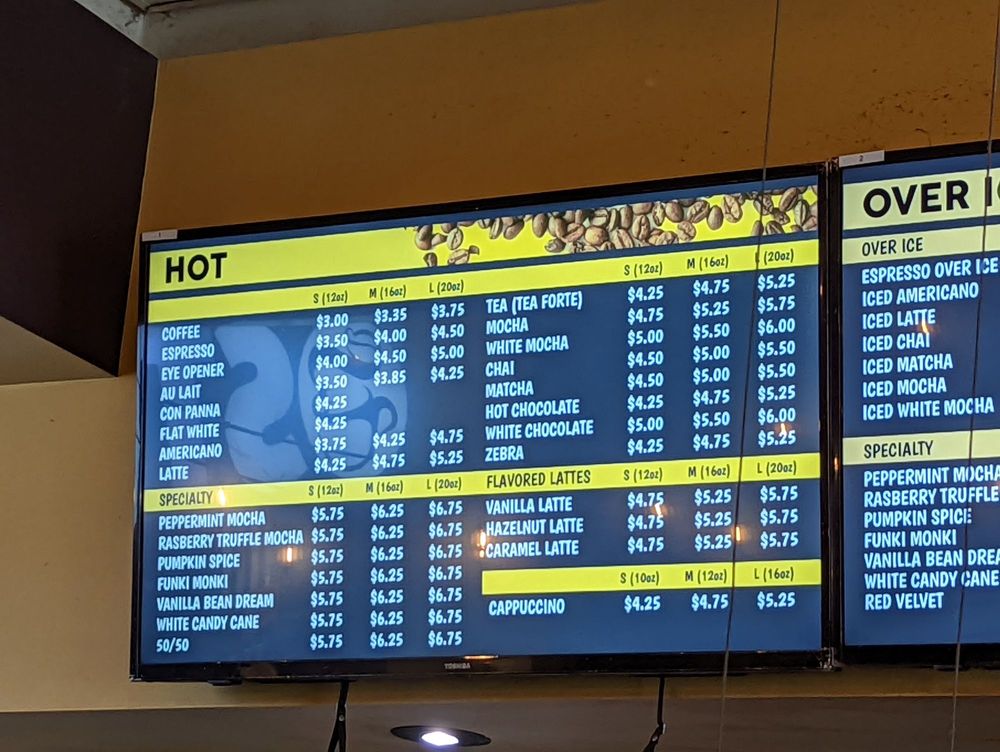 1
HOT
S (12oz) M (16oz) L (20oz)
COFFEE $3.00 $3.35 $3.75
ESPRESSO $3.50 $4.00 $4.50
EYE OPENER $4.00 $4.50 $5.00
AU LAIT $3.50 $3.85 $4.25
CON PANNA $4.25
FLAT WHITE $4.25
AMERICANO $3.75 $4.25 $4.75
LATTE $4.25 $4.75 $5.25
SPECIALTY S (12oz) M (16oz) L (20oz)
PEPPERMINT MOCHA $5.75 $6.25 $6.75
RASBERRY TRUFFLE MOCHA $5.75 $6.25 $6.75
PUMPKIN SPICE $5.75 $6.25 $6.75
FUNKI MONKI $5.75 $6.25 $6.75
VANILLA BEAN DREAM $5.75 $6.25 $6.75
WHITE CANDY CANE $5.75 $6.25 $6.75
50/50 $5.75 $6.25 $6.75
S (12oz) M (16oz) L (20oz)
TEA (TEA FORTE) $4.25 $4.75 $5.25
MOCHA $4.75 $5.25 $5.75
WHITE MOCHA $5.00 $5.50 $6.00
CHAI $4.50 $5.00 $5.50
MATCHA $4.50 $5.00 $5.50
HOT CHOCOLATE $4.25 $4.75 $5.25
WHITE CHOCOLATE $5.00 $5.50 $6.00
ZEBRA $4.25 $4.75 $5.25
FLAVORED LATTES S (12oz) M (16oz) L (20oz)
VANILLA LATTE $4.75 $5.25 $5.75
HAZELNUT LATTE $4.75 $5.25 $5.75
CARAMEL LATTE $4.75 $5.25 $5.75
S (10oz) M (12oz) L (16oz)
CAPPUCCINO $4.25 $4.75 $5.25
TOSHIBA
2
OVER
OVER ICE
ESPRESSO OVER ICE
ICED AMERICANO
ICED LATTE
ICED CHAI
ICED MATCHA
ICED MOCHA
ICED WHITE MOCHA
SPECIALTY
PEPPERMINT MOCHA
RASBERRY TRUFFLE
PUMPKIN SPICE
FUNKI MONKI
VANILLA BEAN
WHITE CANDY CANE
RED VELVET